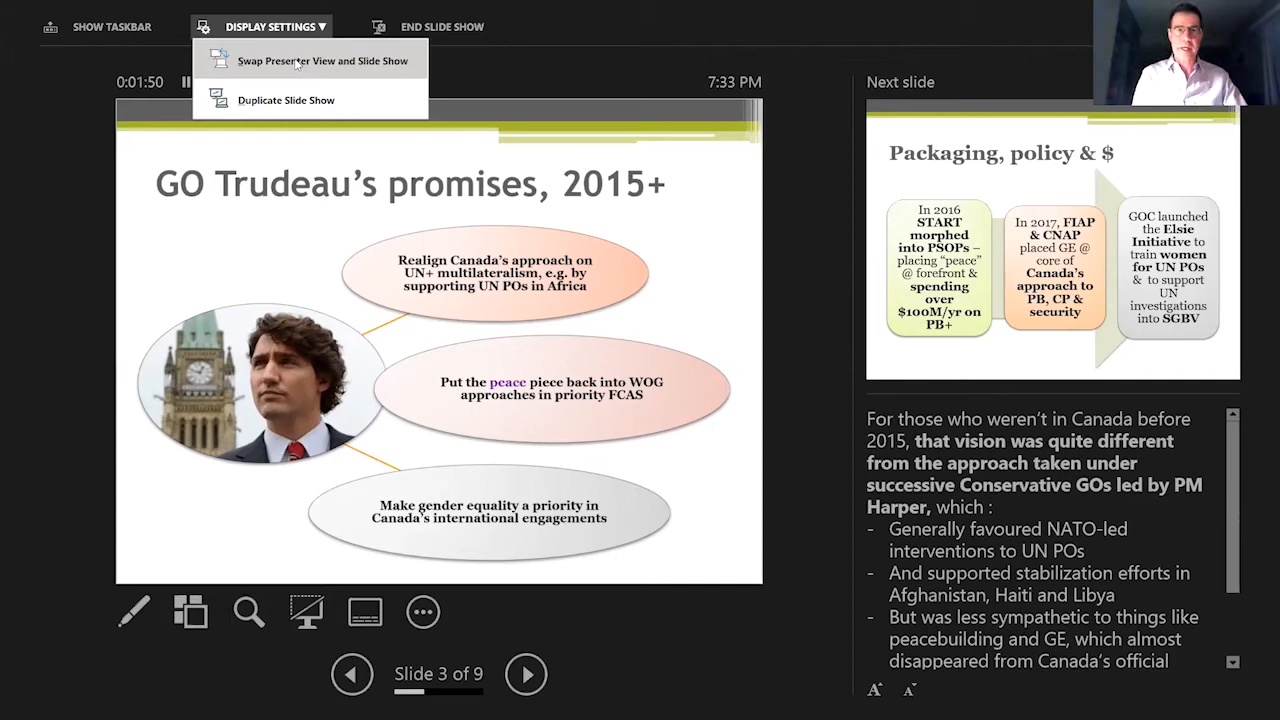 SHOW TASKBAR
DISPLAY SETTINGS ▼
END SLIDE SHOW
Swap Presenter View and Slide Show
Duplicate Slide Show
0:01:50
7:33 PM
GO Trudeau's promises, 2015+
Realign Canada's approach on
UN+ multilateralism, e.g. by
supporting UN POs in Africa
Put the peace piece back into WOG
approaches in priority FCAS
Make gender equality a priority in
Canada's international engagements
Slide 3 of 9
Next slide
Packaging, policy & $
In 2016
START
morphed
into PSOPs –
placing "peace"
@ forefront &
spending
over
$100M/yr on
PB+
In 2017, FIAP
& CNAP
placed GE @
core of
Canada's
approach to
PB, CP &
security
GOC launched
the Elsie
Initiative to
train women
for UN POs
& to support
UN
investigations
into SGBV
For those who weren't in Canada before
2015, that vision was quite different
from the approach taken under
successive Conservative GOs led by PM
Harper, which :
- Generally favoured NATO-led
interventions to UN POs
- And supported stabilization efforts in
Afghanistan, Haiti and Libya
- But was less sympathetic to things like
peacebuilding and GE, which almost
disappeared from Canada's official
A A